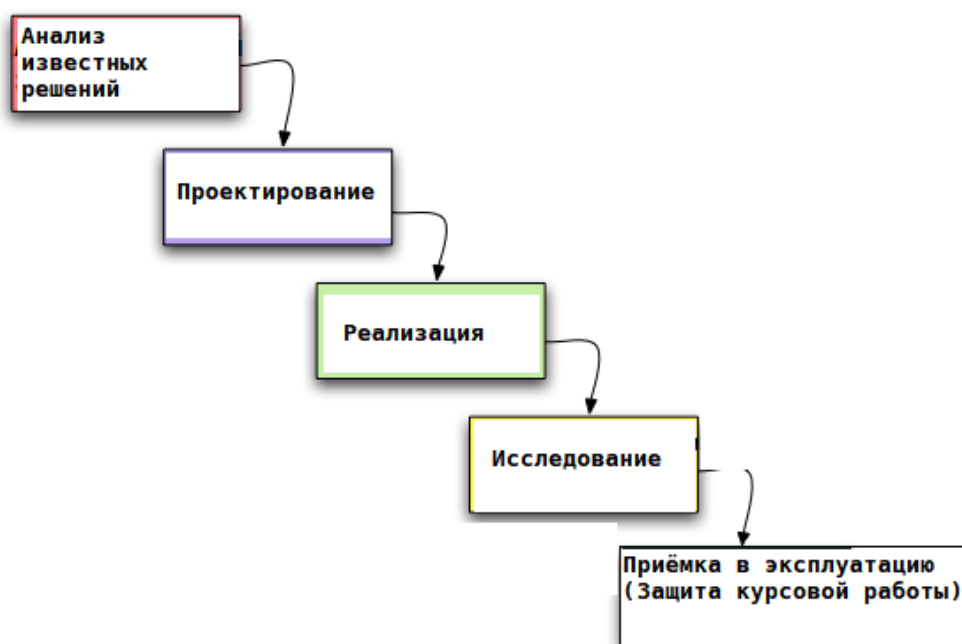 Анализ
известных
решений
Проектирование
Реализация
Исследование
Приёмка в эксплуатацию
(Защита курсовой работы)